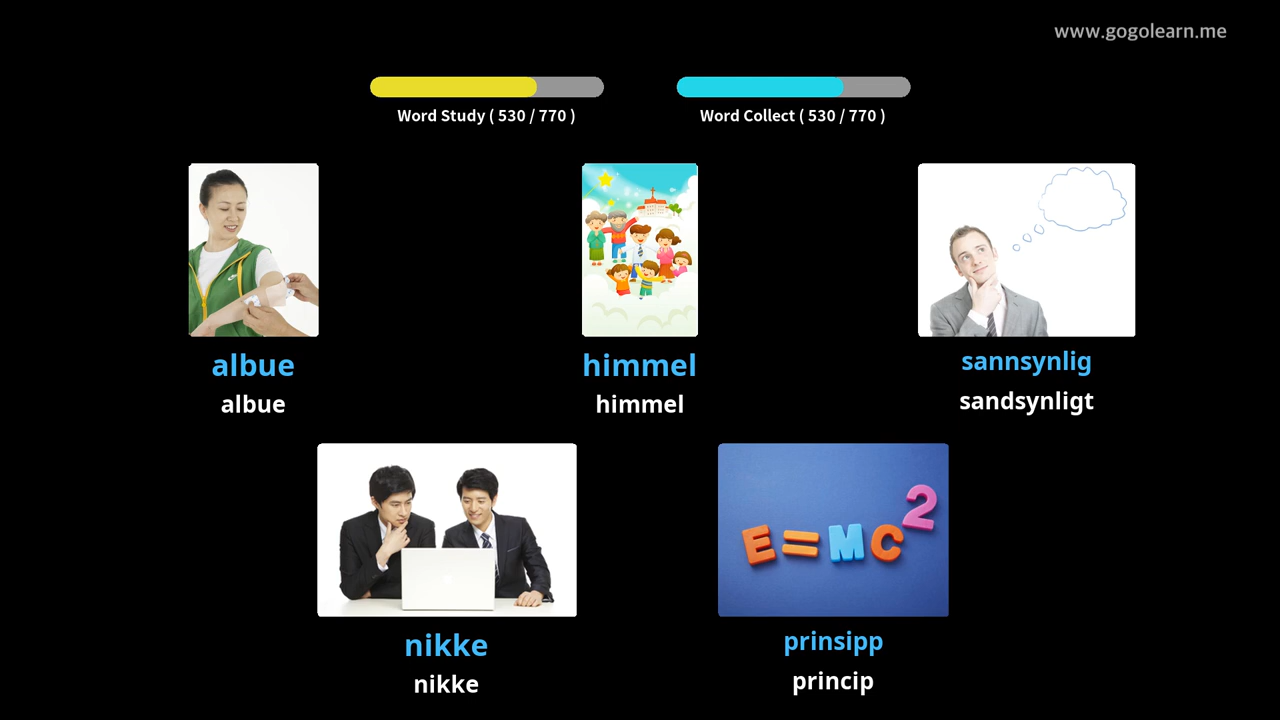 www.gogolearn.me
Word Study ( 530 / 770 )
Word Collect ( 530 / 770 )
albue
albue
himmel
himmel
sannsynlig
sandsynligt
nikke
nikke
E=MC2
prinsipp
princip